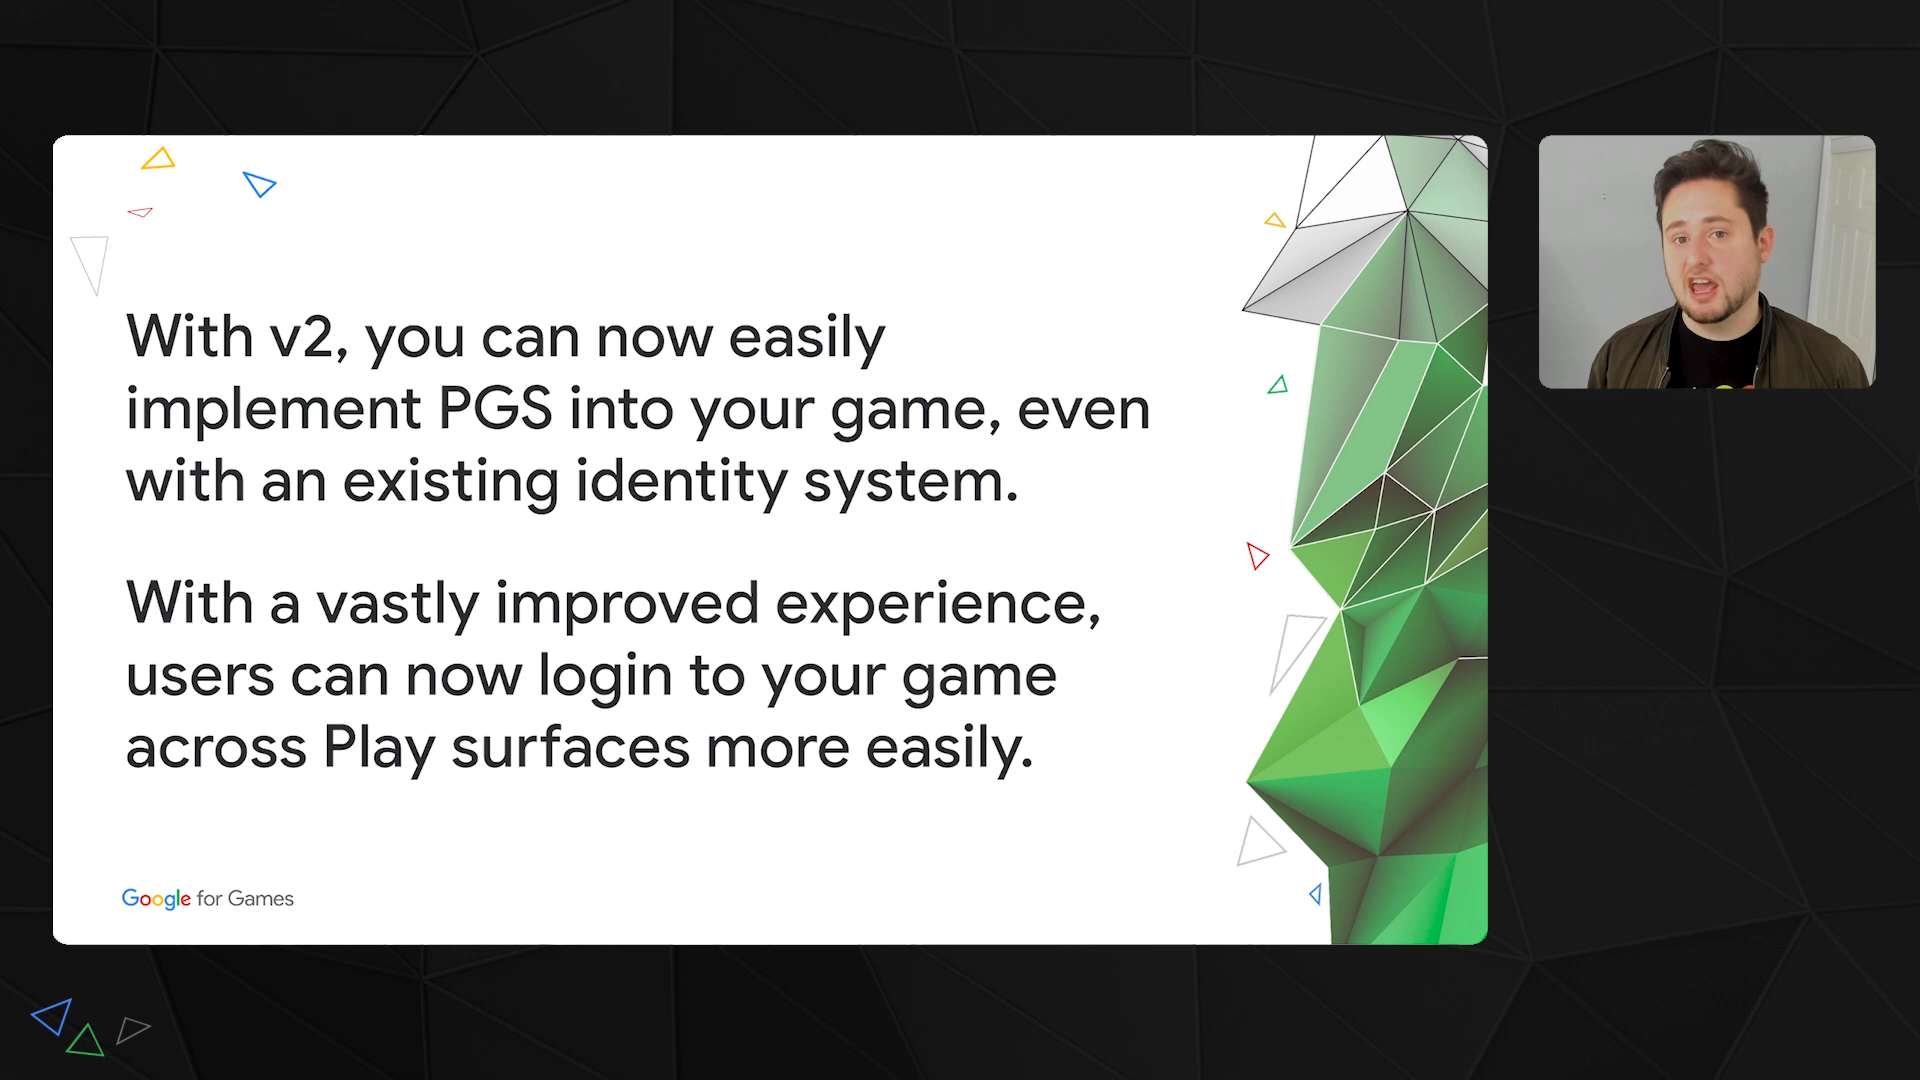 With v2, you can now easily
implement PGS into your game, even
with an existing identity system.
With a vastly improved experience,
users can now login to your game
across Play surfaces more easily.
Google for Games